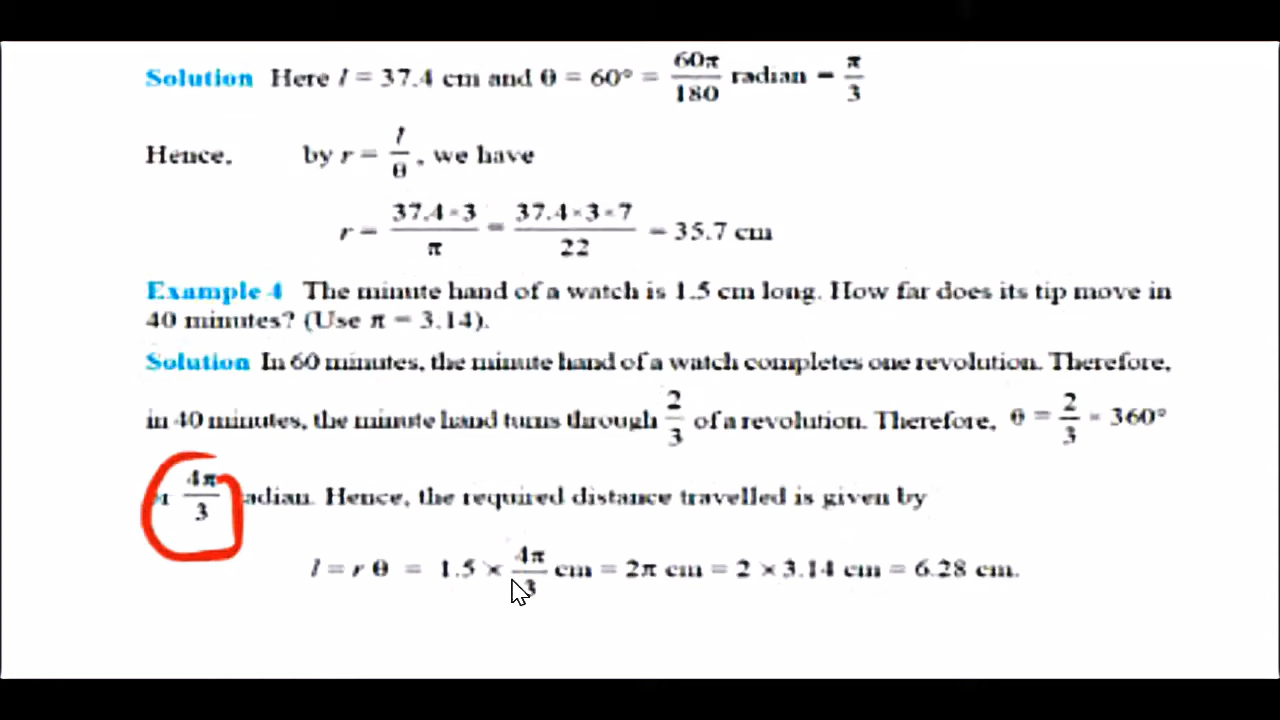 Solution Here l = 37.4 cm and θ = 60° = 60π/180 radian = π/3
Hence, by r = l/θ, we have
r = 37.4×3/π = 37.4×3×7/22 = 35.7 cm
Example 4 The minute hand of a watch is 1.5 cm long. How far does its tip move in
40 minutes? (Use π = 3.14).
Solution In 60 minutes, the minute hand of a watch completes one revolution. Therefore,
in 40 minutes, the minute hand turns through 2/3 of a revolution. Therefore, θ = 2/3 × 360°
4π/3 adian. Hence, the required distance travelled is given by
l = r θ = 1.5 × 4π/3 cm = 2π cm = 2 × 3.14 cm = 6.28 cm.